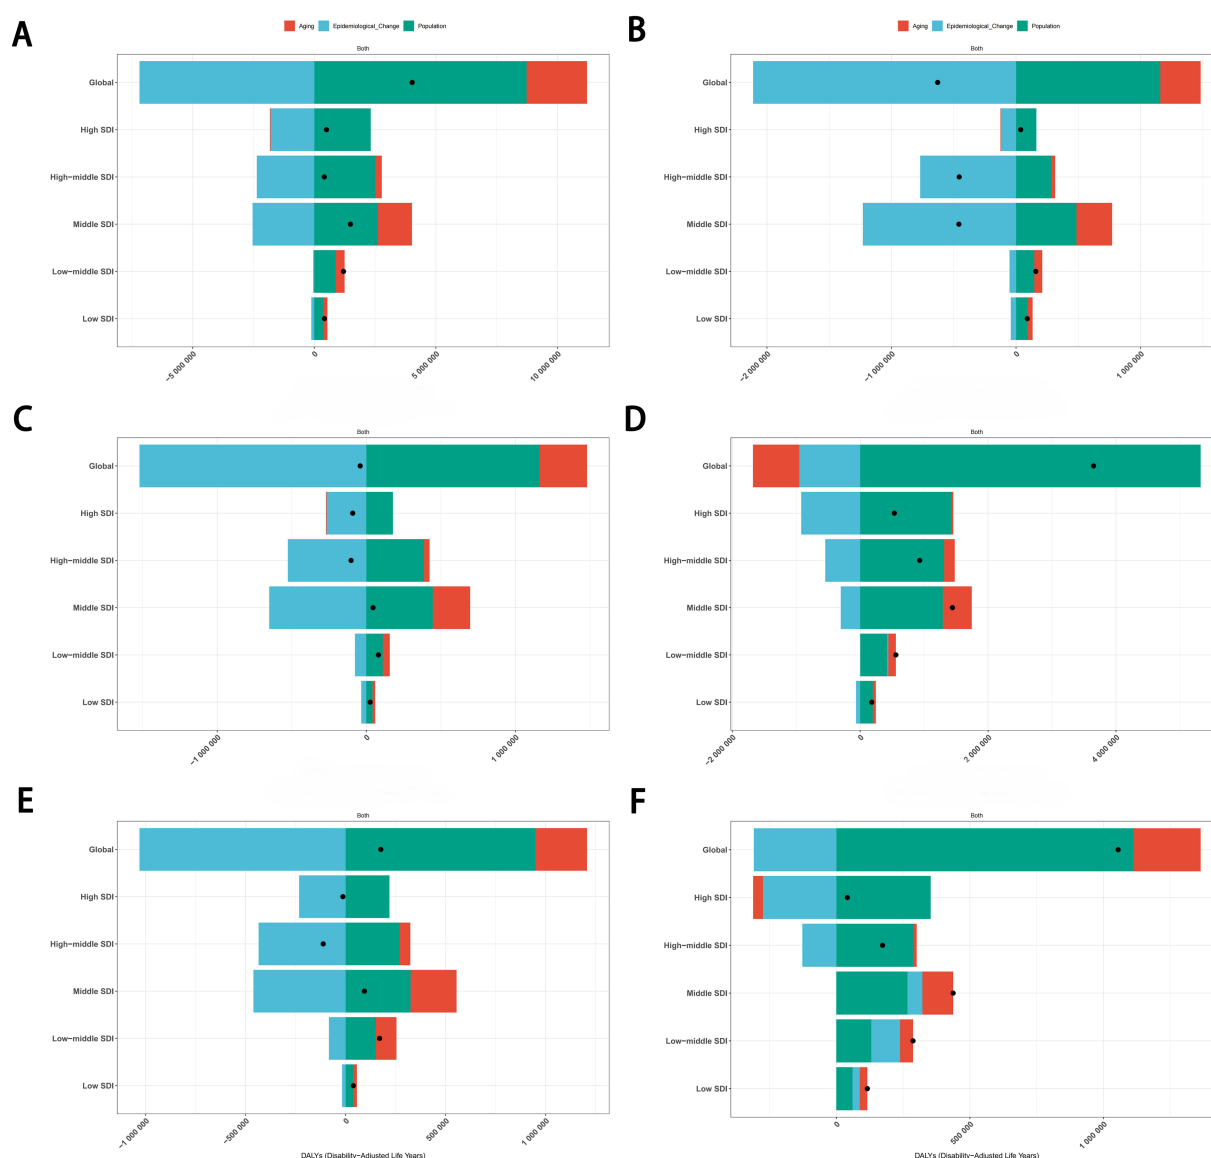 A
Aging Epidemiological_Change Population
Both
Global
High SDI
High−middle SDI
Middle SDI
Low−middle SDI
Low SDI
−5 000 000 0 5 000 000 10 000 000
B
Aging Epidemiological_Change Population
Both
Global
High SDI
High−middle SDI
Middle SDI
Low−middle SDI
Low SDI
−2 000 000 −1 000 000 0 1 000 000
C
Both
Global
High SDI
High−middle SDI
Middle SDI
Low−middle SDI
Low SDI
−1 000 000 0 1 000 000
D
Both
Global
High SDI
High−middle SDI
Middle SDI
Low−middle SDI
Low SDI
−2 000 000 0 2 000 000 4 000 000
E
Both
Global
High SDI
High−middle SDI
Middle SDI
Low−middle SDI
Low SDI
−1 000 000 −500 000 0 500 000 1 000 000
DALYs (Disability−Adjusted Life Years)
F
Both
Global
High SDI
High−middle SDI
Middle SDI
Low−middle SDI
Low SDI
0 500 000 1 000 000
DALYs (Disability−Adjusted Life Years)